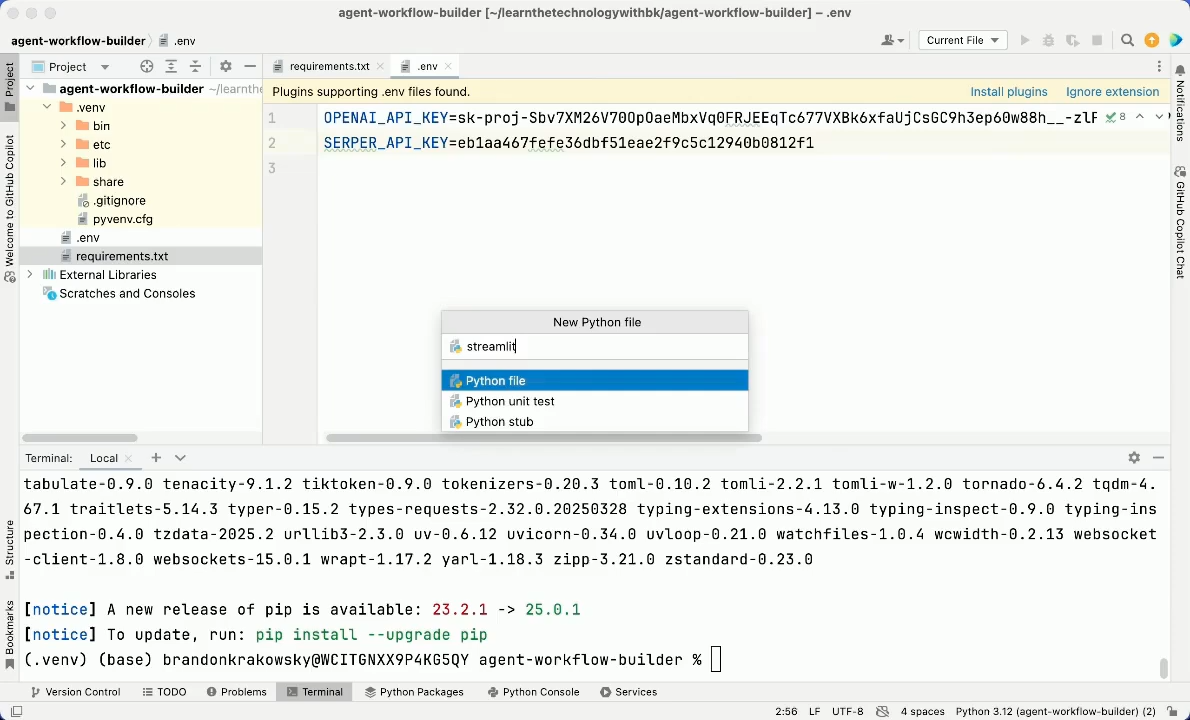 agent-workflow-builder [~/learnthetechnologywithbk/agent-workflow-builder] – .env
agent-workflow-builder .env
Current File
Project
requirements.txt
.env
agent-workflow-builder ~/learnthe
Plugins supporting .env files found.
Install plugins
Ignore extension
.venv
bin
etc
lib
share
.gitignore
pyvenv.cfg
.env
requirements.txt
External Libraries
Scratches and Consoles
1
2
3
OPENAI_API_KEY=sk-proj-Sbv7XM26V70OpOaeMbxVq0FRJEEqTc677VXBk6xfaUjCsGC9h3ep60w88h__-zlF
8
SERPER_API_KEY=eb1aa467fefe36dbf51eae2f9c5c12940b0812f1
New Python file
streamlit
Python file
Python unit test
Python stub
Terminal:
Local
tabulate-0.9.0 tenacity-9.1.2 tiktoken-0.9.0 tokenizers-0.20.3 toml-0.10.2 tomli-2.2.1 tomli-w-1.2.0 tornado-6.4.2 tqdm-4.
67.1 traitlets-5.14.3 typer-0.15.2 types-requests-2.32.0.20250328 typing-extensions-4.13.0 typing-inspect-0.9.0 typing-ins
pection-0.4.0 tzdata-2025.2 urllib3-2.3.0 uv-0.6.12 uvicorn-0.34.0 uvloop-0.21.0 watchfiles-1.0.4 wcwidth-0.2.13 websocket
-client-1.8.0 websockets-15.0.1 wrapt-1.17.2 yarl-1.18.3 zipp-3.21.0 zstandard-0.23.0
[notice] A new release of pip is available: 23.2.1 -> 25.0.1
[notice] To update, run: pip install --upgrade pip
(.venv) (base) brandonkrakowsky@WCITGNXX9P4KG5QY agent-workflow-builder %
Version Control
TODO
Problems
Terminal
Python Packages
Python Console
Services
2:56
LF
UTF-8
4 spaces
Python 3.12 (agent-workflow-builder) (2)
Project
Welcome to GitHub Copilot
Structure
Bookmarks
Notifications
GitHub Copilot Chat